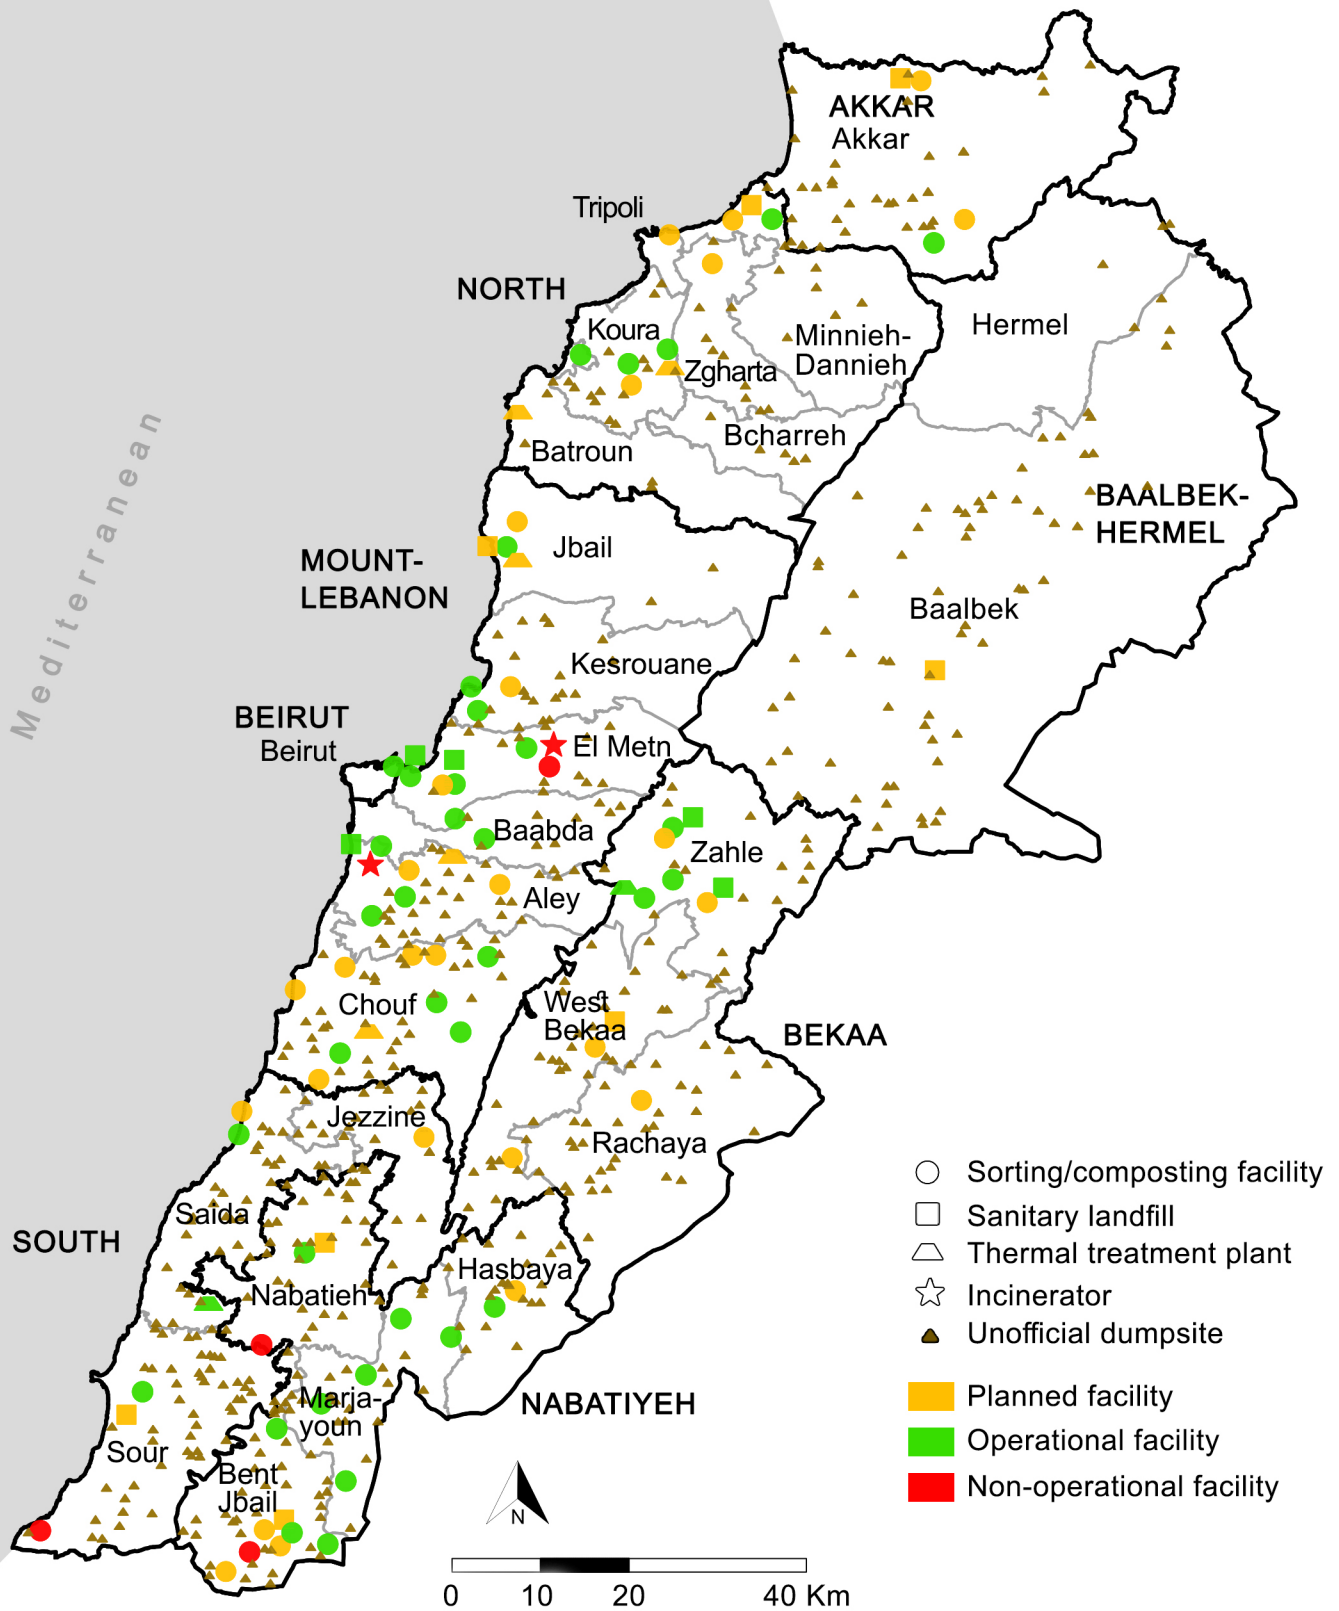 AKKAR
Akkar
Tripoli
NORTH
Koura
Hermel
Minnieh-
Dannieh
Zgharta
Bcharreh
Batroun
BAALBEK-
HERMEL
Jbail
MOUNT-
LEBANON
Mediterranean
Baalbek
Kesrouane
BEIRUT
Beirut
El Metn
Baabda
Zahle
Aley
Chouf
West
Bekaa
BEKAA
Jezzine
Rachaya
Saida
SOUTH
Hasbaya
Nabatieh
NABATIYEH
Marja-
youn
Sour
Bent
Jbail
Sorting/composting facility
Sanitary landfill
Thermal treatment plant
Incinerator
Unofficial dumpsite
Planned facility
Operational facility
Non-operational facility
N
0 10 20 40 Km